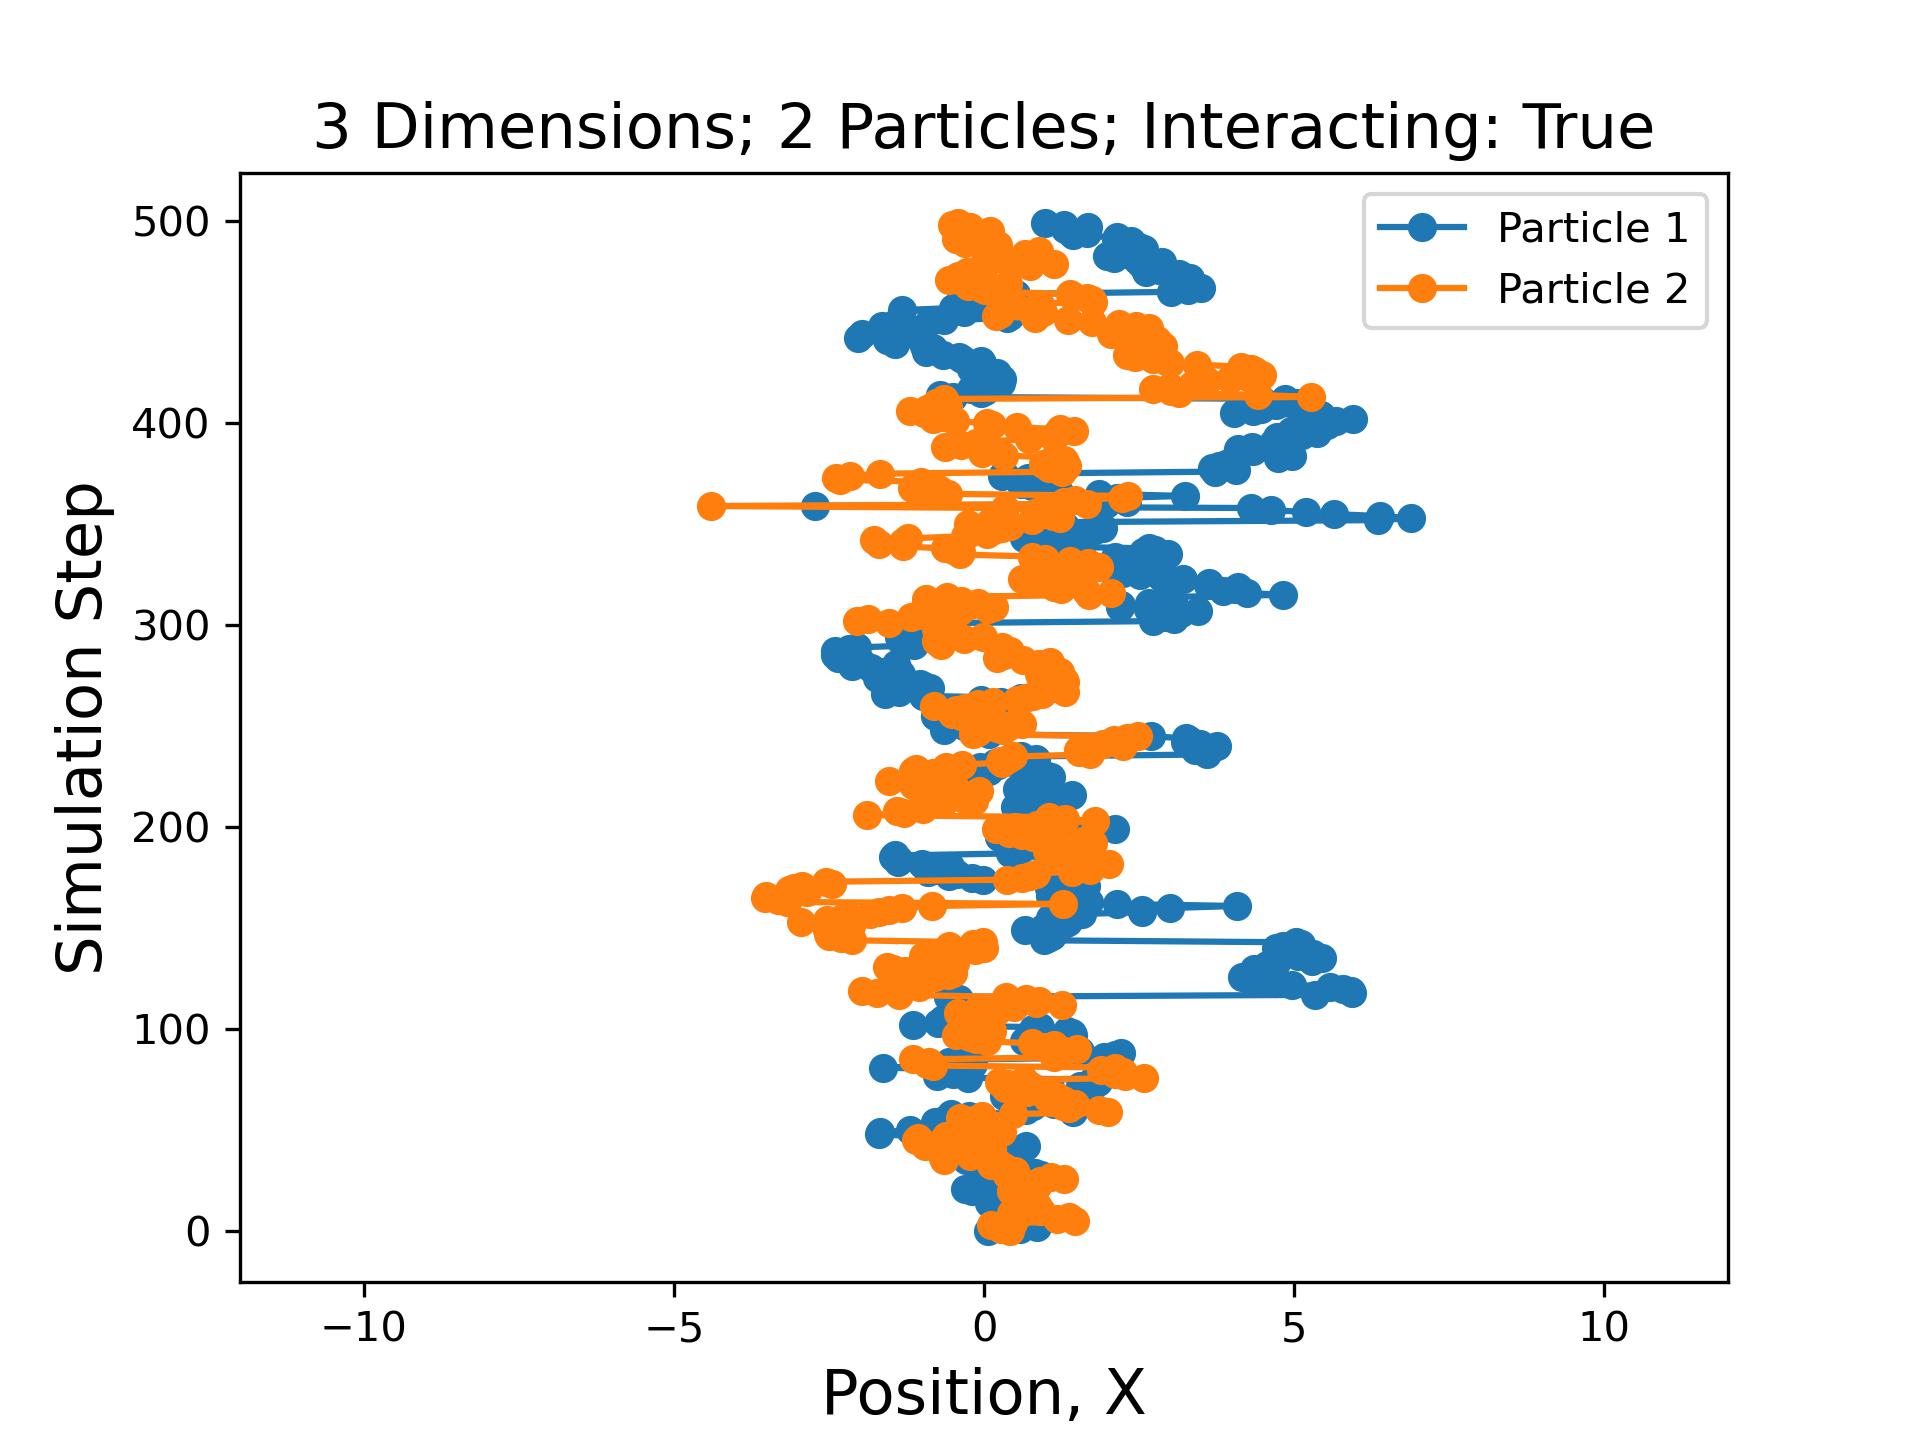 3 Dimensions; 2 Particles; Interacting: True
Particle 1
Particle 2
Simulation Step
500
400
300
200
100
0
−10 −5 0 5 10
Position, X